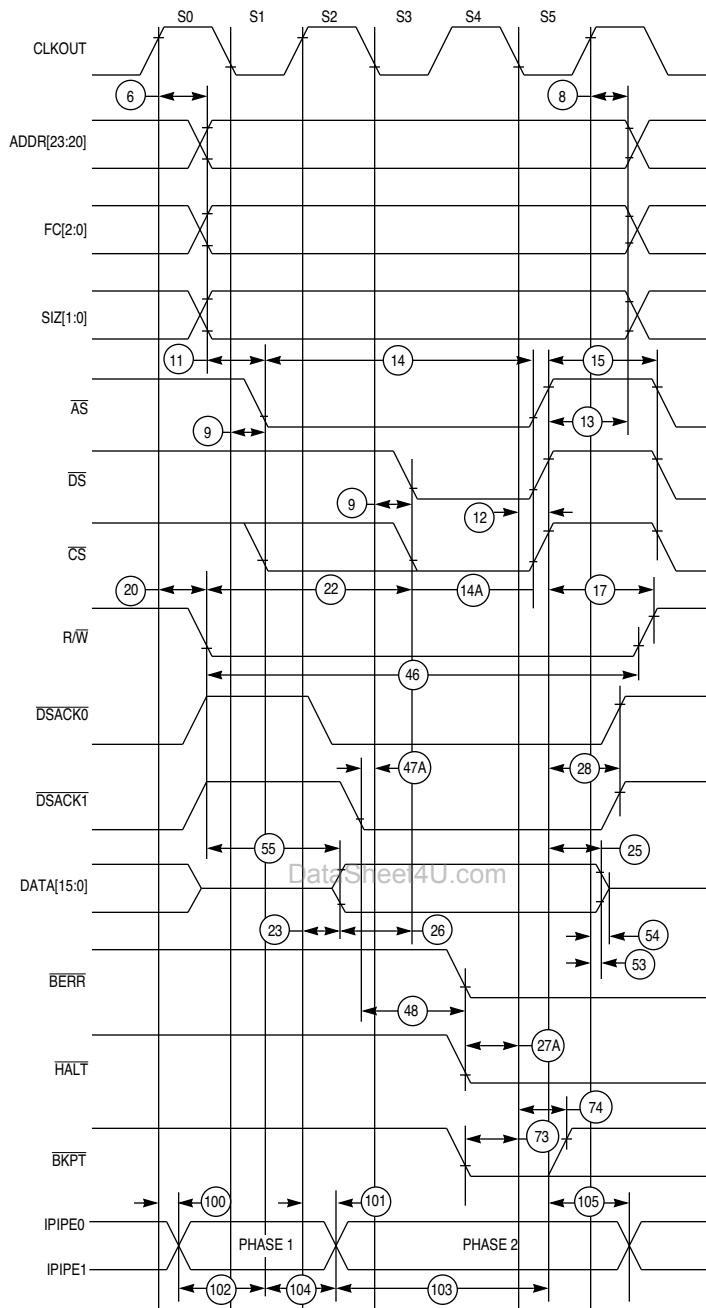 S0 S1 S2 S3 S4 S5
CLKOUT
6 8
ADDR[23:20]
FC[2:0]
SIZ[1:0]
11 14 15
AS
13
9
DS
9
12
CS
20 22 14A 17
R/W
46
DSACK0
47A 28
DSACK1
55 25
DataSheet4U.com
DATA[15:0]
23 26 54
53
BERR
48
27A
HALT
74
73
BKPT
100 101 105
IPIPE0
PHASE 1 PHASE 2
IPIPE1
102 104 103